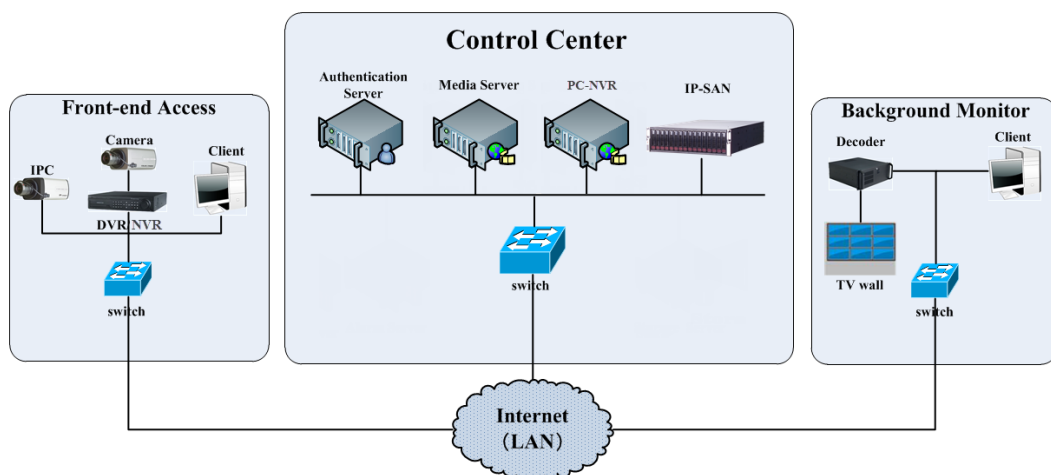 Control Center
Authentication
Server
Media Server
PC-NVR
IP-SAN
switch
Front-end Access
Camera
IPC
Client
DVR/NVR
switch
Background Monitor
Decoder
Client
TV wall
switch
Internet
（LAN）